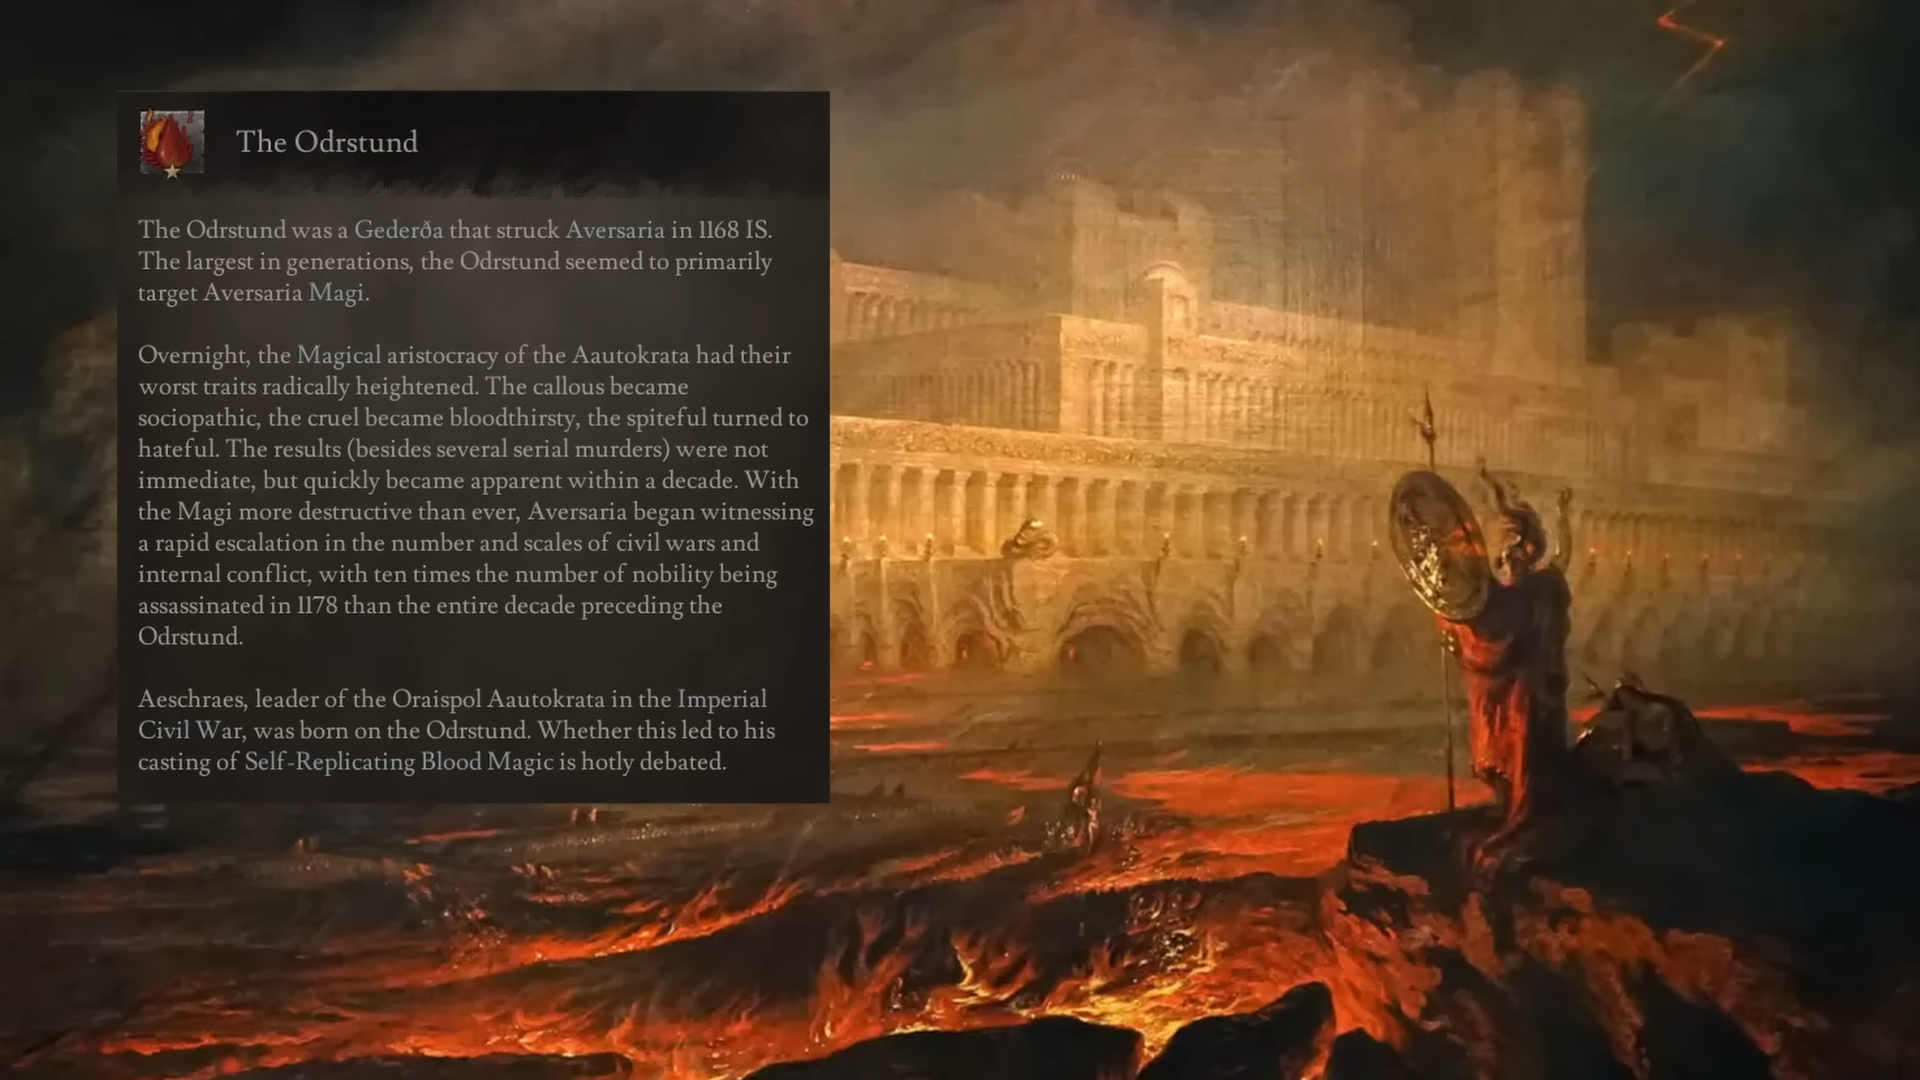 The Odrstund
The Odrstund was a Gederða that struck Aversaria in 1168 IS.
The largest in generations, the Odrstund seemed to primarily
target Aversaria Magi.
Overnight, the Magical aristocracy of the Aautokrata had their
worst traits radically heightened. The callous became
sociopathic, the cruel became bloodthirsty, the spiteful turned to
hateful. The results (besides several serial murders) were not
immediate, but quickly became apparent within a decade. With
the Magi more destructive than ever, Aversaria began witnessing
a rapid escalation in the number and scales of civil wars and
internal conflict, with ten times the number of nobility being
assassinated in 1178 than the entire decade preceding the
Odrstund.
Aeschraes, leader of the Oraispol Aautokrata in the Imperial
Civil War, was born on the Odrstund. Whether this led to his
casting of Self-Replicating Blood Magic is hotly debated.